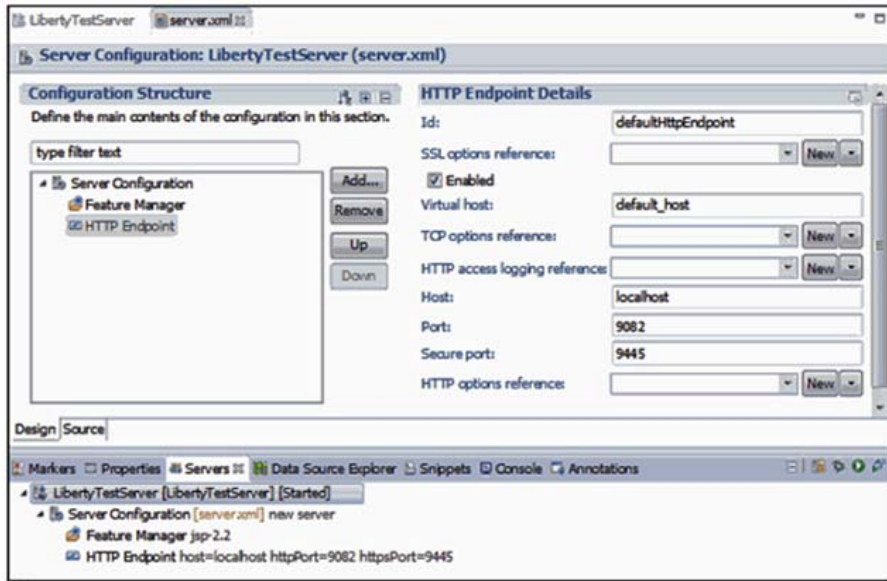 LibertyTestServer server.xml
Server Configuration: LibertyTestServer (server.xml)
Configuration Structure
Define the main contents of the configuration in this section.
type filter text
Server Configuration
Feature Manager
HTTP Endpoint
Add...
Remove
Up
Down
HTTP Endpoint Details
Id: defaultHttpEndpoint
SSL options reference: New
Enabled
Virtual host: default_host
TCP options reference: New
HTTP access logging reference: New
Host: localhost
Port: 9082
Secure port: 9445
HTTP options reference: New
Design Source
Markers Properties Servers Data Source Explorer Snippets Console Annotations
LibertyTestServer [LibertyTestServer] [Started]
Server Configuration [server.xml] new server
Feature Manager jsp-2.2
HTTP Endpoint host=localhost httpPort=9082 httpsPort=9445